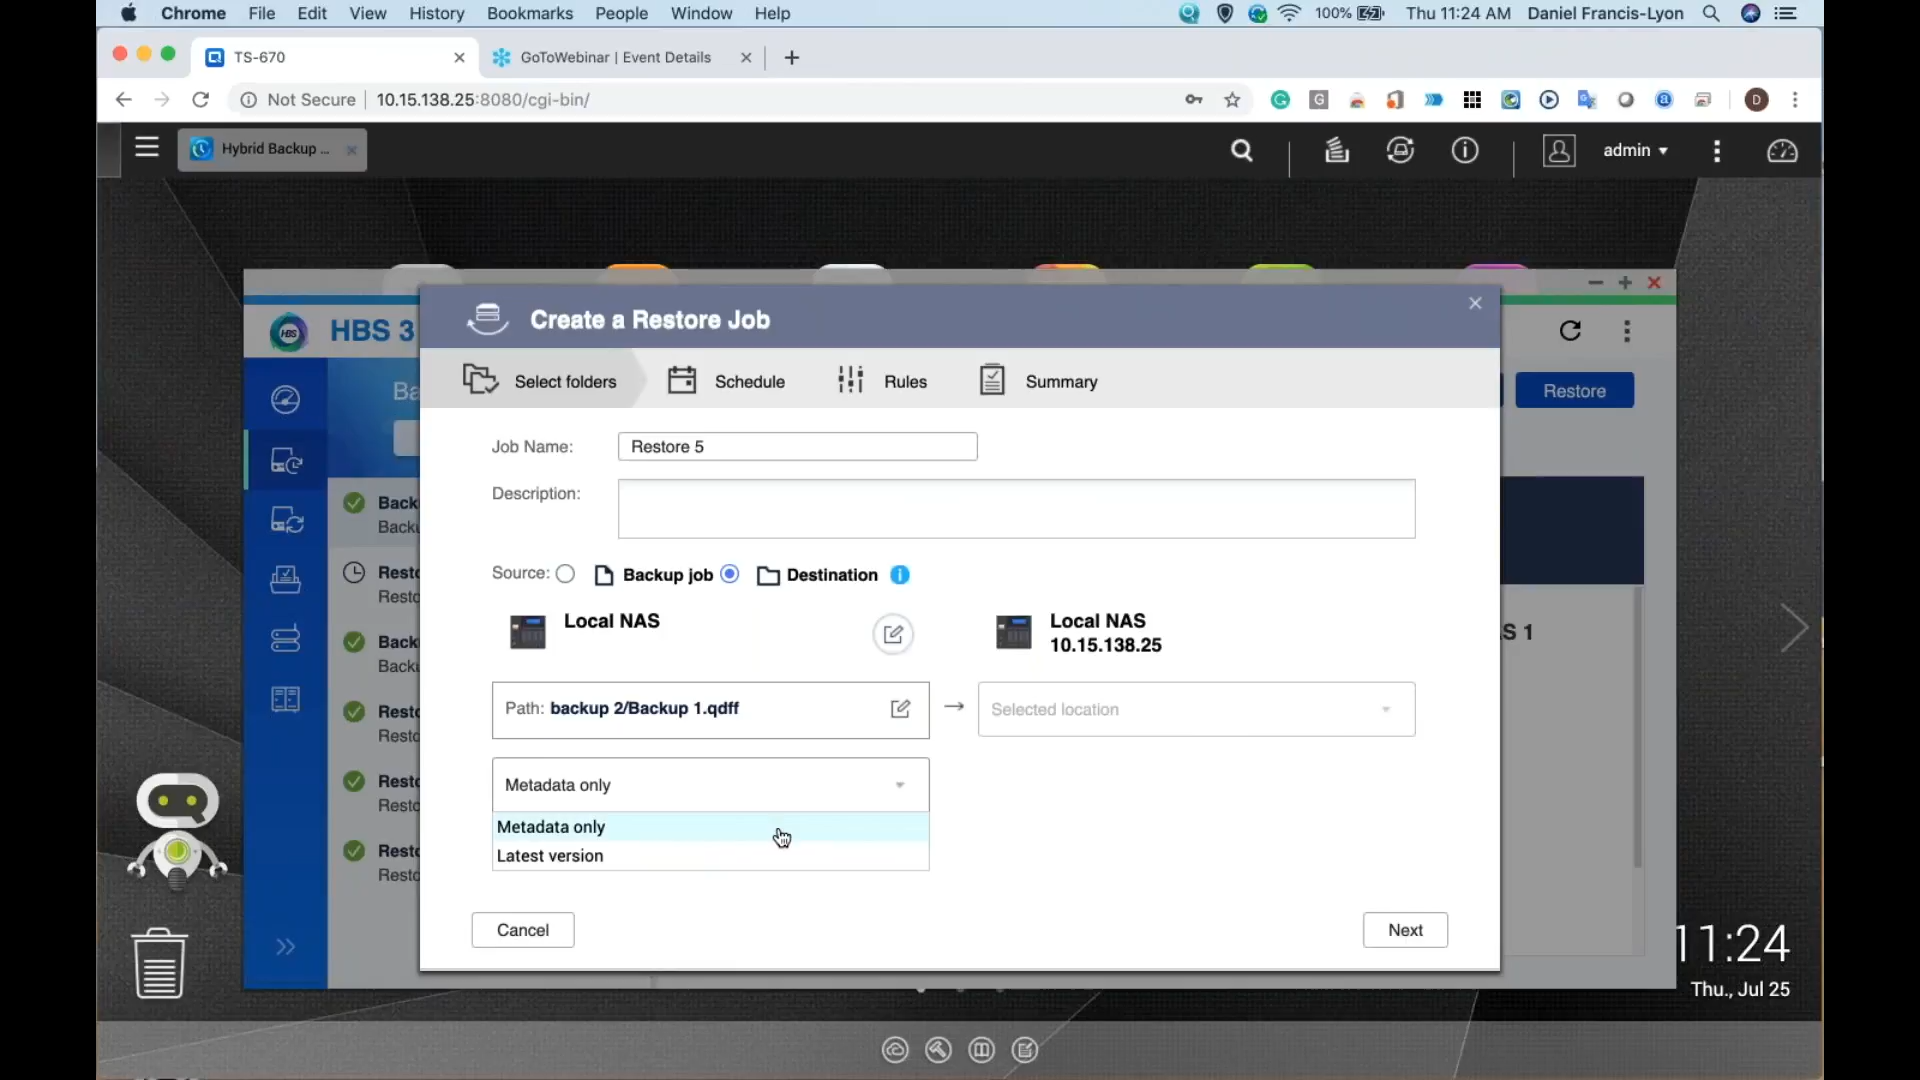 Chrome File Edit View History Bookmarks People Window Help 100% Thu 11:24 AM Daniel Francis-Lyon
TS-670 GoToWebinar | Event Details
Not Secure 10.15.138.25:8080/cgi-bin/
Hybrid Backup ... admin
HBS 3
Create a Restore Job
Select folders Schedule Rules Summary
Restore
Job Name: Restore 5
Description:
Source: Backup job Destination
Local NAS
Local NAS
10.15.138.25
Path: backup 2/Backup 1.qdff
Selected location
Metadata only
Metadata only
Latest version
Cancel Next
11:24
Thu., Jul 25